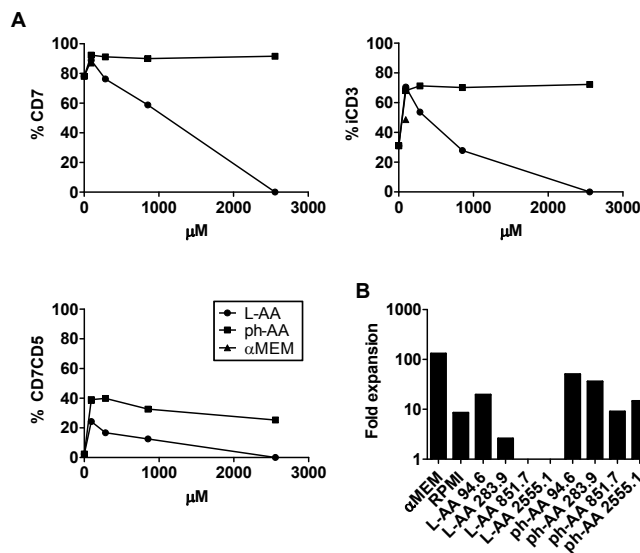 A
100
80
60
40
20
0
% CD7
0 1000 2000 3000
μM
100
80
60
40
20
0
% iCD3
0 1000 2000 3000
μM
100
80
60
40
20
0
% CD7CD5
0 1000 2000 3000
μM
L-AA
ph-AA
αMEM
B
1000
100
10
1
Fold expansion
αMEM
RPMI
L-AA 94.6
L-AA 283.9
L-AA 851.7
L-AA 2555.1
ph-AA 94.6
ph-AA 283.9
ph-AA 851.7
ph-AA 2555.1